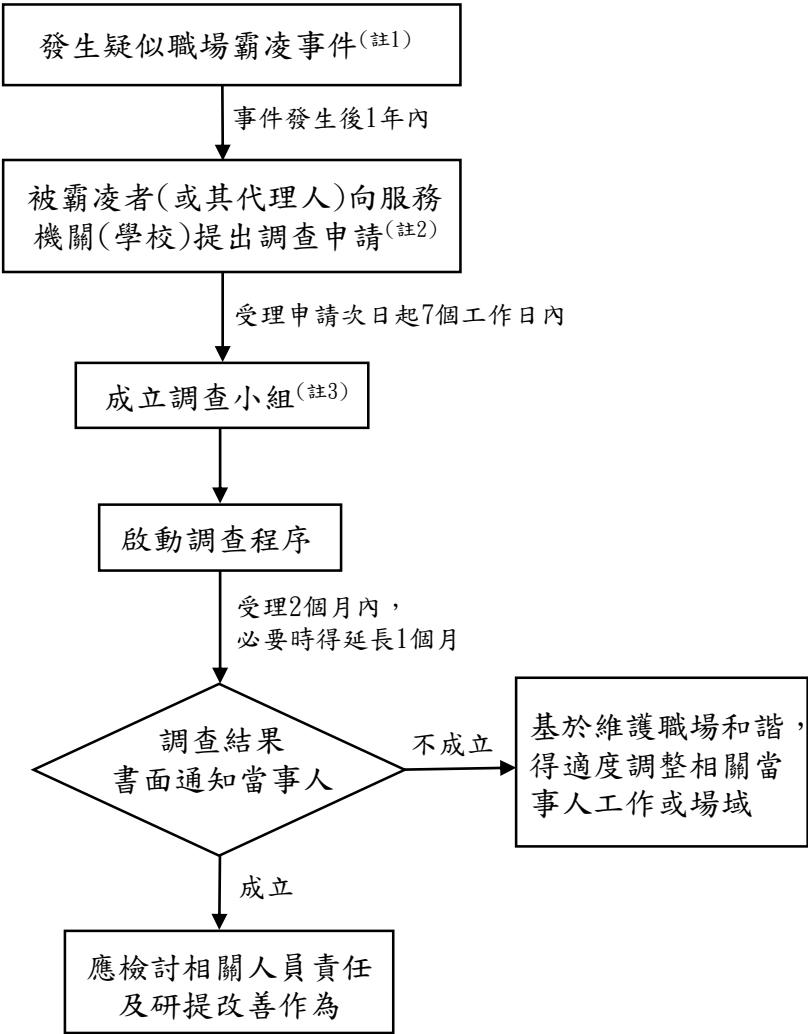 發生疑似職場霸凌事件(註1)
事件發生後1年內
被霸凌者(或其代理人)向服務
機關(學校)提出調查申請(註2)
受理申請次日起7個工作日內
成立調查小組(註3)
啟動調查程序
受理2個月內，
必要時得延長1個月
調查結果
書面通知當事人
不成立
基於維護職場和諧，
得適度調整相關當
事人工作或場域
成立
應檢討相關人員責任
及研提改善作為